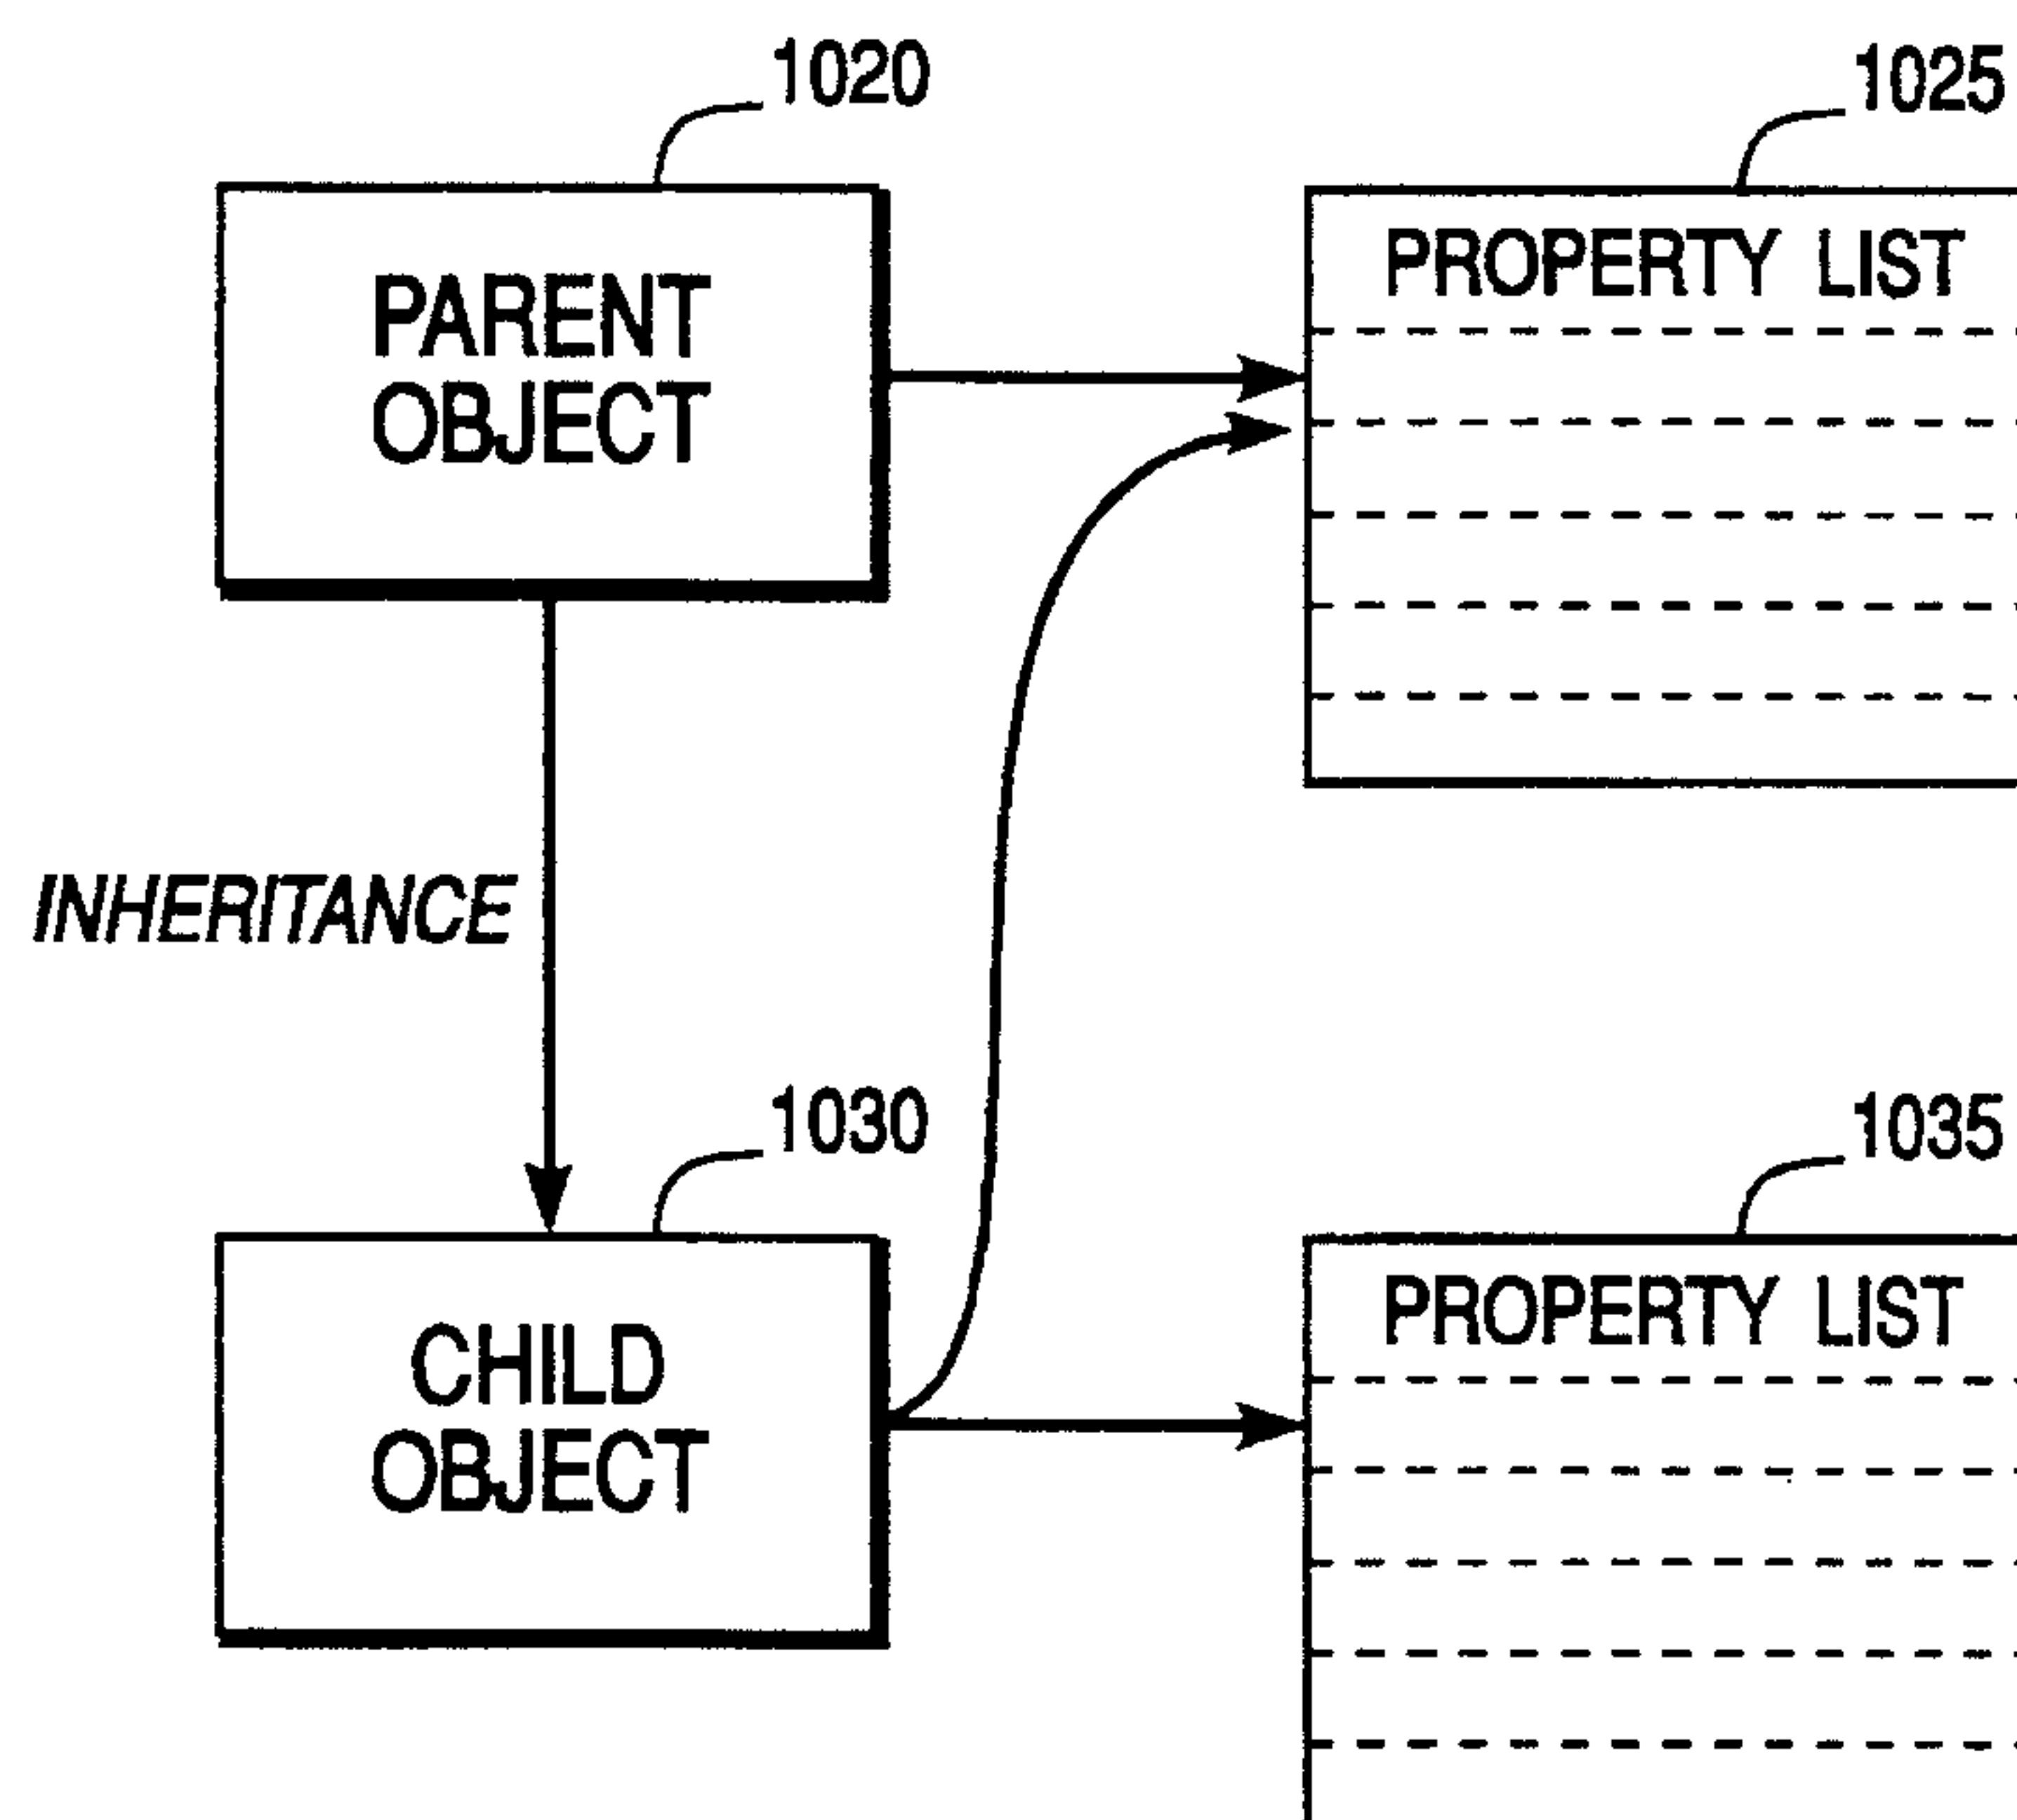 1020
1025
PARENT
OBJECT
PROPERTY LIST
INHERITANCE
1030
1035
CHILD
OBJECT
PROPERTY LIST